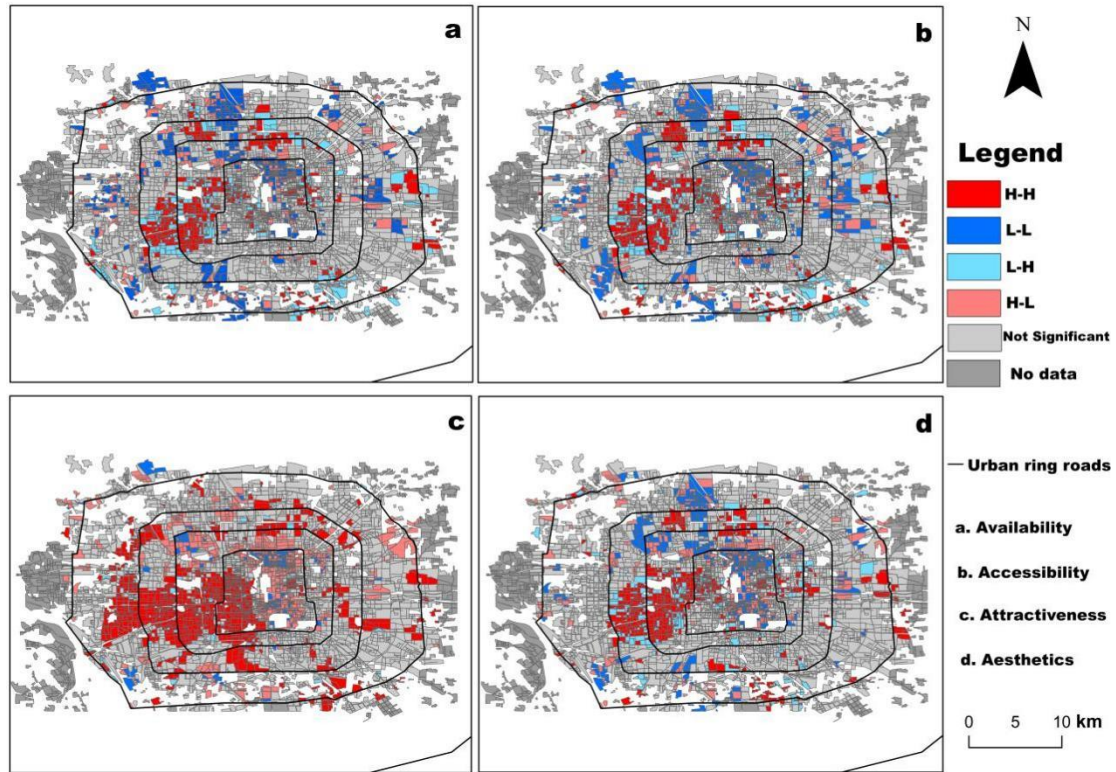 a
b
N
Legend
H-H
L-L
L-H
H-L
Not Significant
No data
c
d
Urban ring roads
a. Availability
b. Accessibility
c. Attractiveness
d. Aesthetics
0 5 10 km